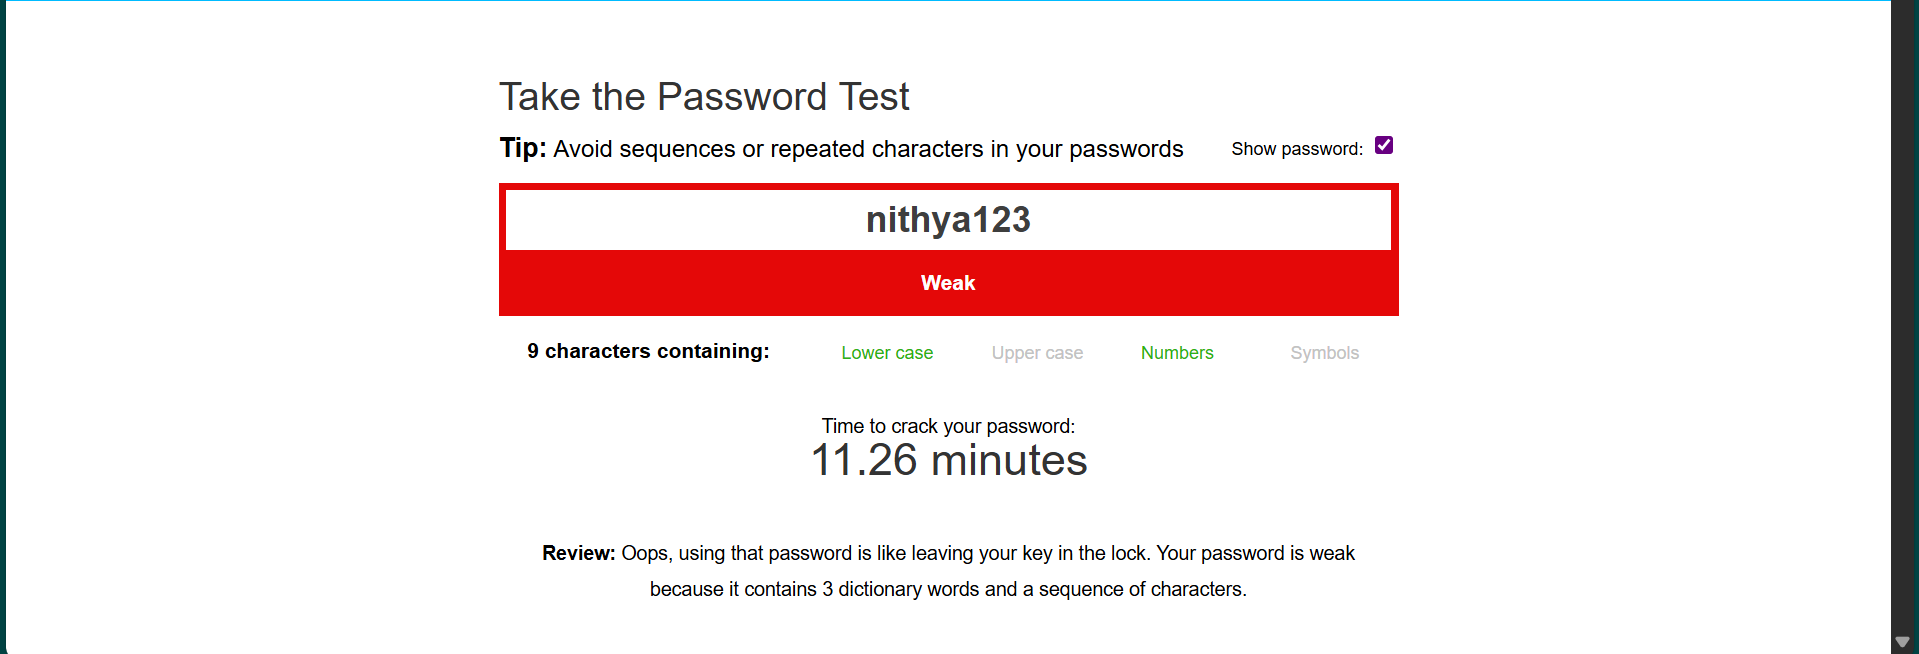 Take the Password Test
Tip: Avoid sequences or repeated characters in your passwords Show password:
nithya123
Weak
9 characters containing: Lower case Upper case Numbers Symbols
Time to crack your password:
11.26 minutes
Review: Oops, using that password is like leaving your key in the lock. Your password is weak
because it contains 3 dictionary words and a sequence of characters.